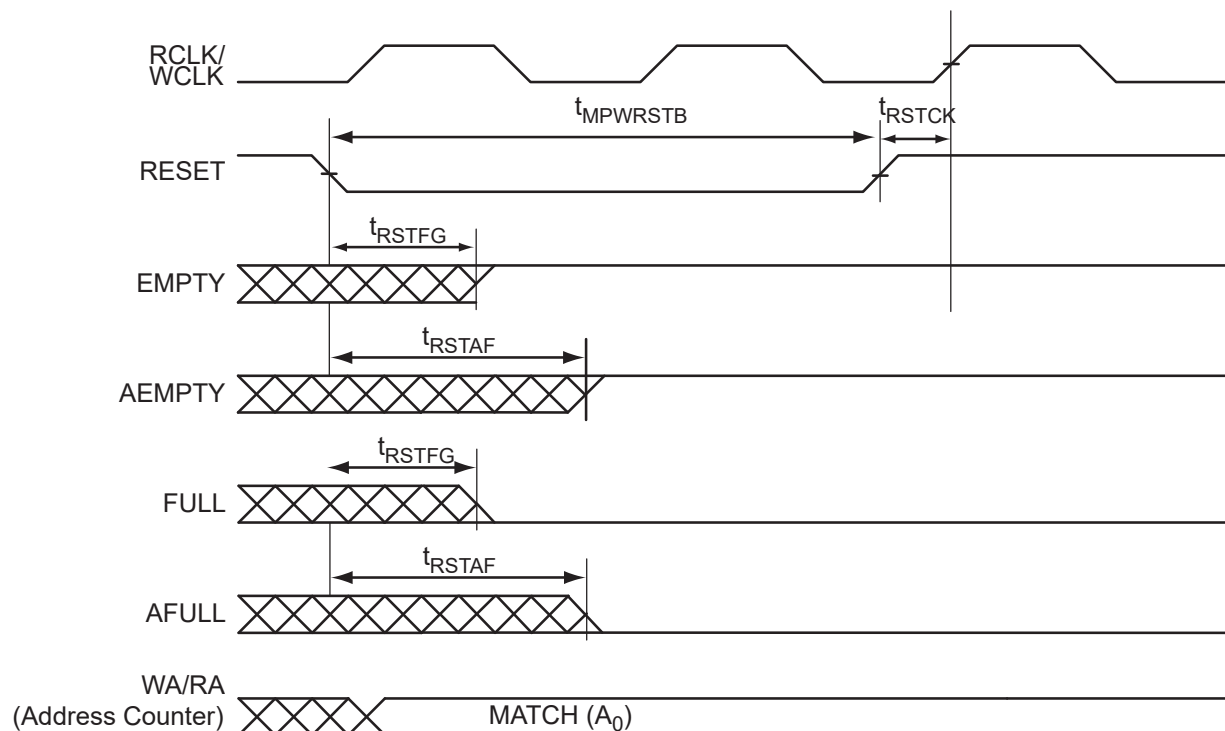 RCLK/
WCLK
tMPWRSTB
tRSTCK
RESET
tRSTFG
EMPTY
tRSTAF
AEMPTY
tRSTFG
FULL
tRSTAF
AFULL
WA/RA
(Address Counter)
MATCH (A0)